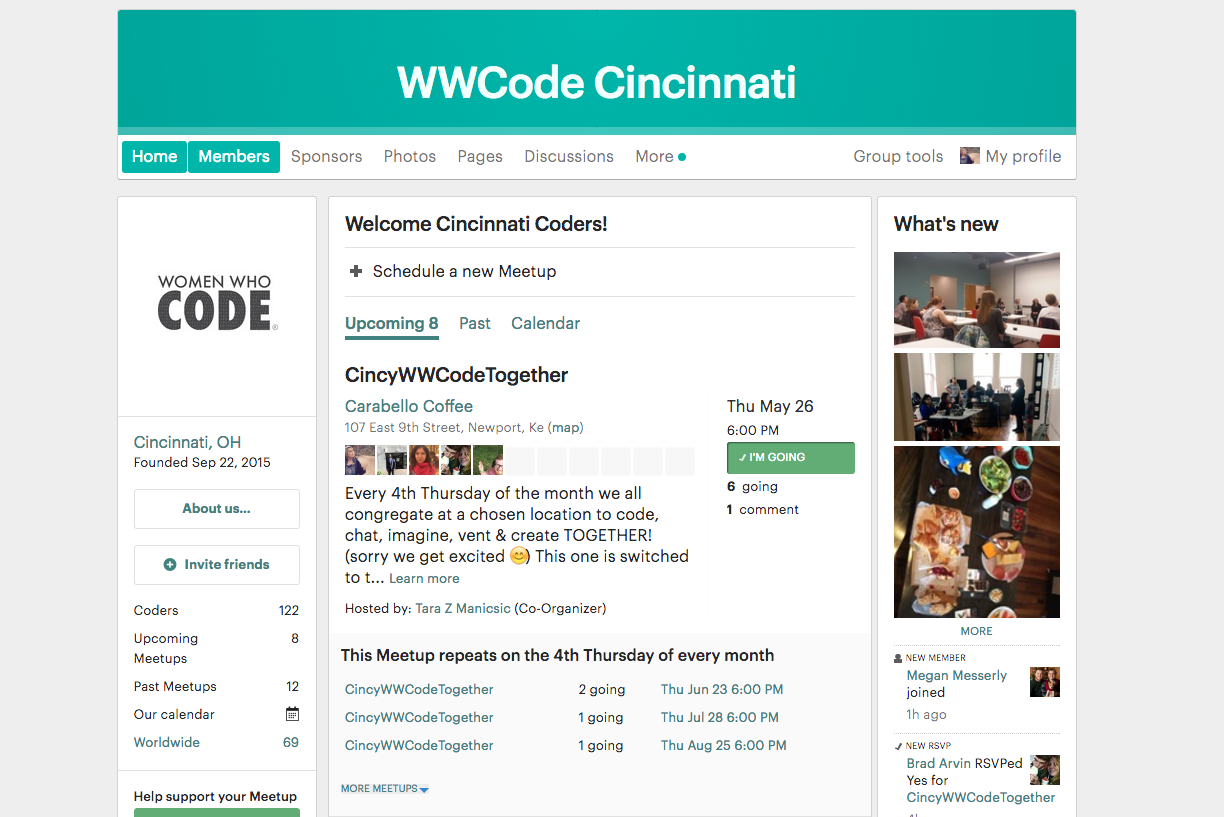 WWCode Cincinnati
Home Members Sponsors Photos Pages Discussions More Group tools My profile
WOMEN WHO
CODE
®
Cincinnati, OH
Founded Sep 22, 2015
About us...
Invite friends
Coders 122
Upcoming 8
Meetups
Past Meetups 12
Our calendar
Worldwide 69
Help support your Meetup
Welcome Cincinnati Coders!
Schedule a new Meetup
Upcoming 8 Past Calendar
CincyWWCodeTogether
Carabello Coffee
107 East 9th Street, Newport, Ke (map)
Every 4th Thursday of the month we all
congregate at a chosen location to code,
chat, imagine, vent & create TOGETHER!
(sorry we get excited 😊) This one is switched
to t... Learn more
Hosted by: Tara Z Manicsic (Co-Organizer)
Thu May 26
6:00 PM
✓ I'M GOING
6 going
1 comment
This Meetup repeats on the 4th Thursday of every month
CincyWWCodeTogether 2 going Thu Jun 23 6:00 PM
CincyWWCodeTogether 1 going Thu Jul 28 6:00 PM
CincyWWCodeTogether 1 going Thu Aug 25 6:00 PM
MORE MEETUPS
What's new
MORE
NEW MEMBER
Megan Messerly
joined
1h ago
NEW RSVP
Brad Arvin RSVPed
Yes for
CincyWWCodeTogether